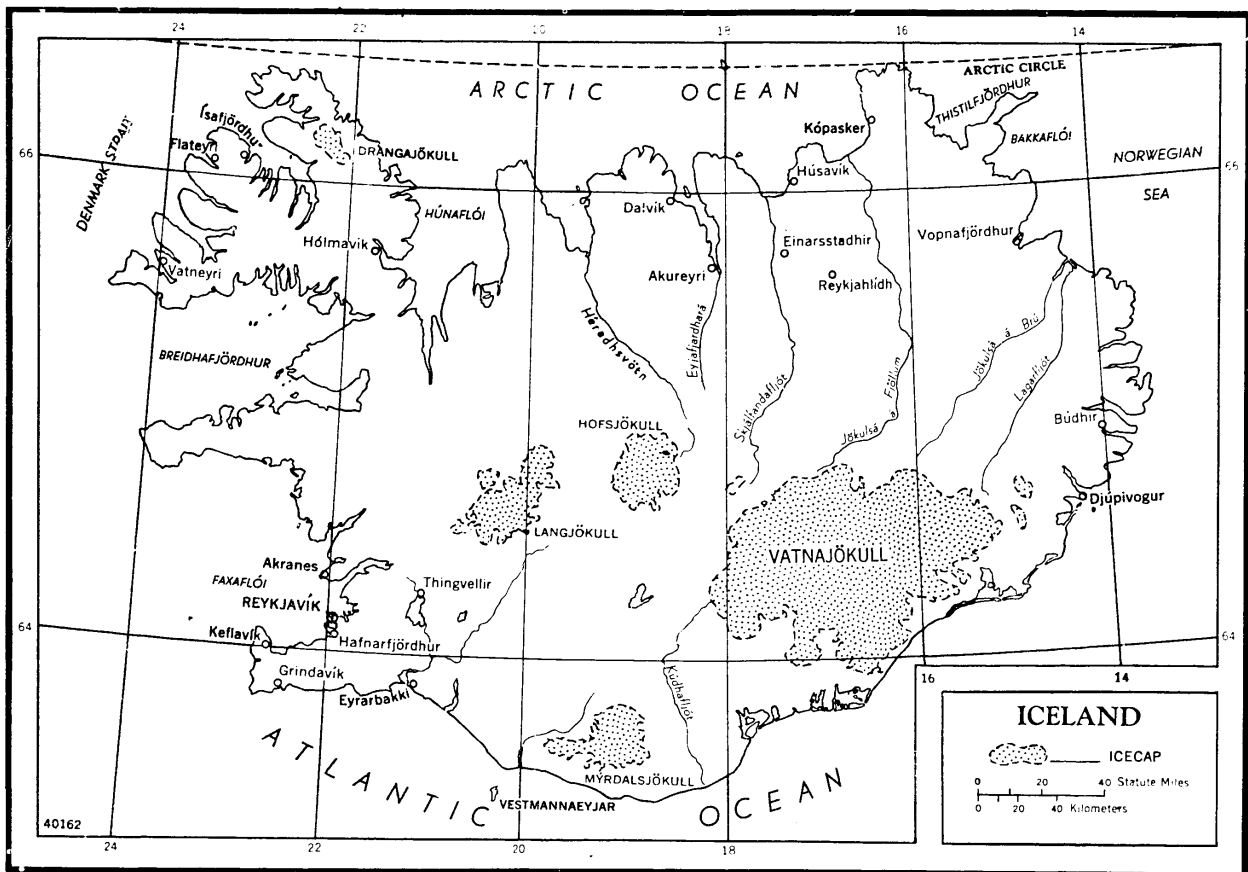 24 22 20 18 16 14
ARCTIC CIRCLE
ARCTIC OCEAN
THISTILFJÖRDHUR
DENMARK STRAIT
Ísafjördhur
Kópasker
BAKKAFLÓI
Flateyri
DRANGAJÖKULL
NORWEGIAN
SEA
66
66
Húsavík
HÚNAFLÓI
Dalvík
Hólmavík
Einarsstadhir
Vopnafjördhur
Vatneyri
Akureyri
Reykjahlídh
Héradhsvötn
Eyjafjardhará
Skjálfandafljót
Jökulsá á Fjöllum
Jökulsá á Brú
Lagarfljót
BREIDHAFJÖRDHUR
HOFSJÖKULL
Búdhir
Djúpivogur
LANGJÖKULL
VATNAJÖKULL
Akranes
FAXAFLÓI
Thingvellir
REYKJAVÍK
64
64
Keflavík
Hafnarfjördhur
Grindavík
Eyrarbakki
Kúdhafljót
MÝRDALSJÖKULL
VESTMANNAEYJAR
ATLANTIC OCEAN
16 14
ICELAND
ICECAP
0 20 40 Statute Miles
0 20 40 Kilometers
40162
24 22 20 18